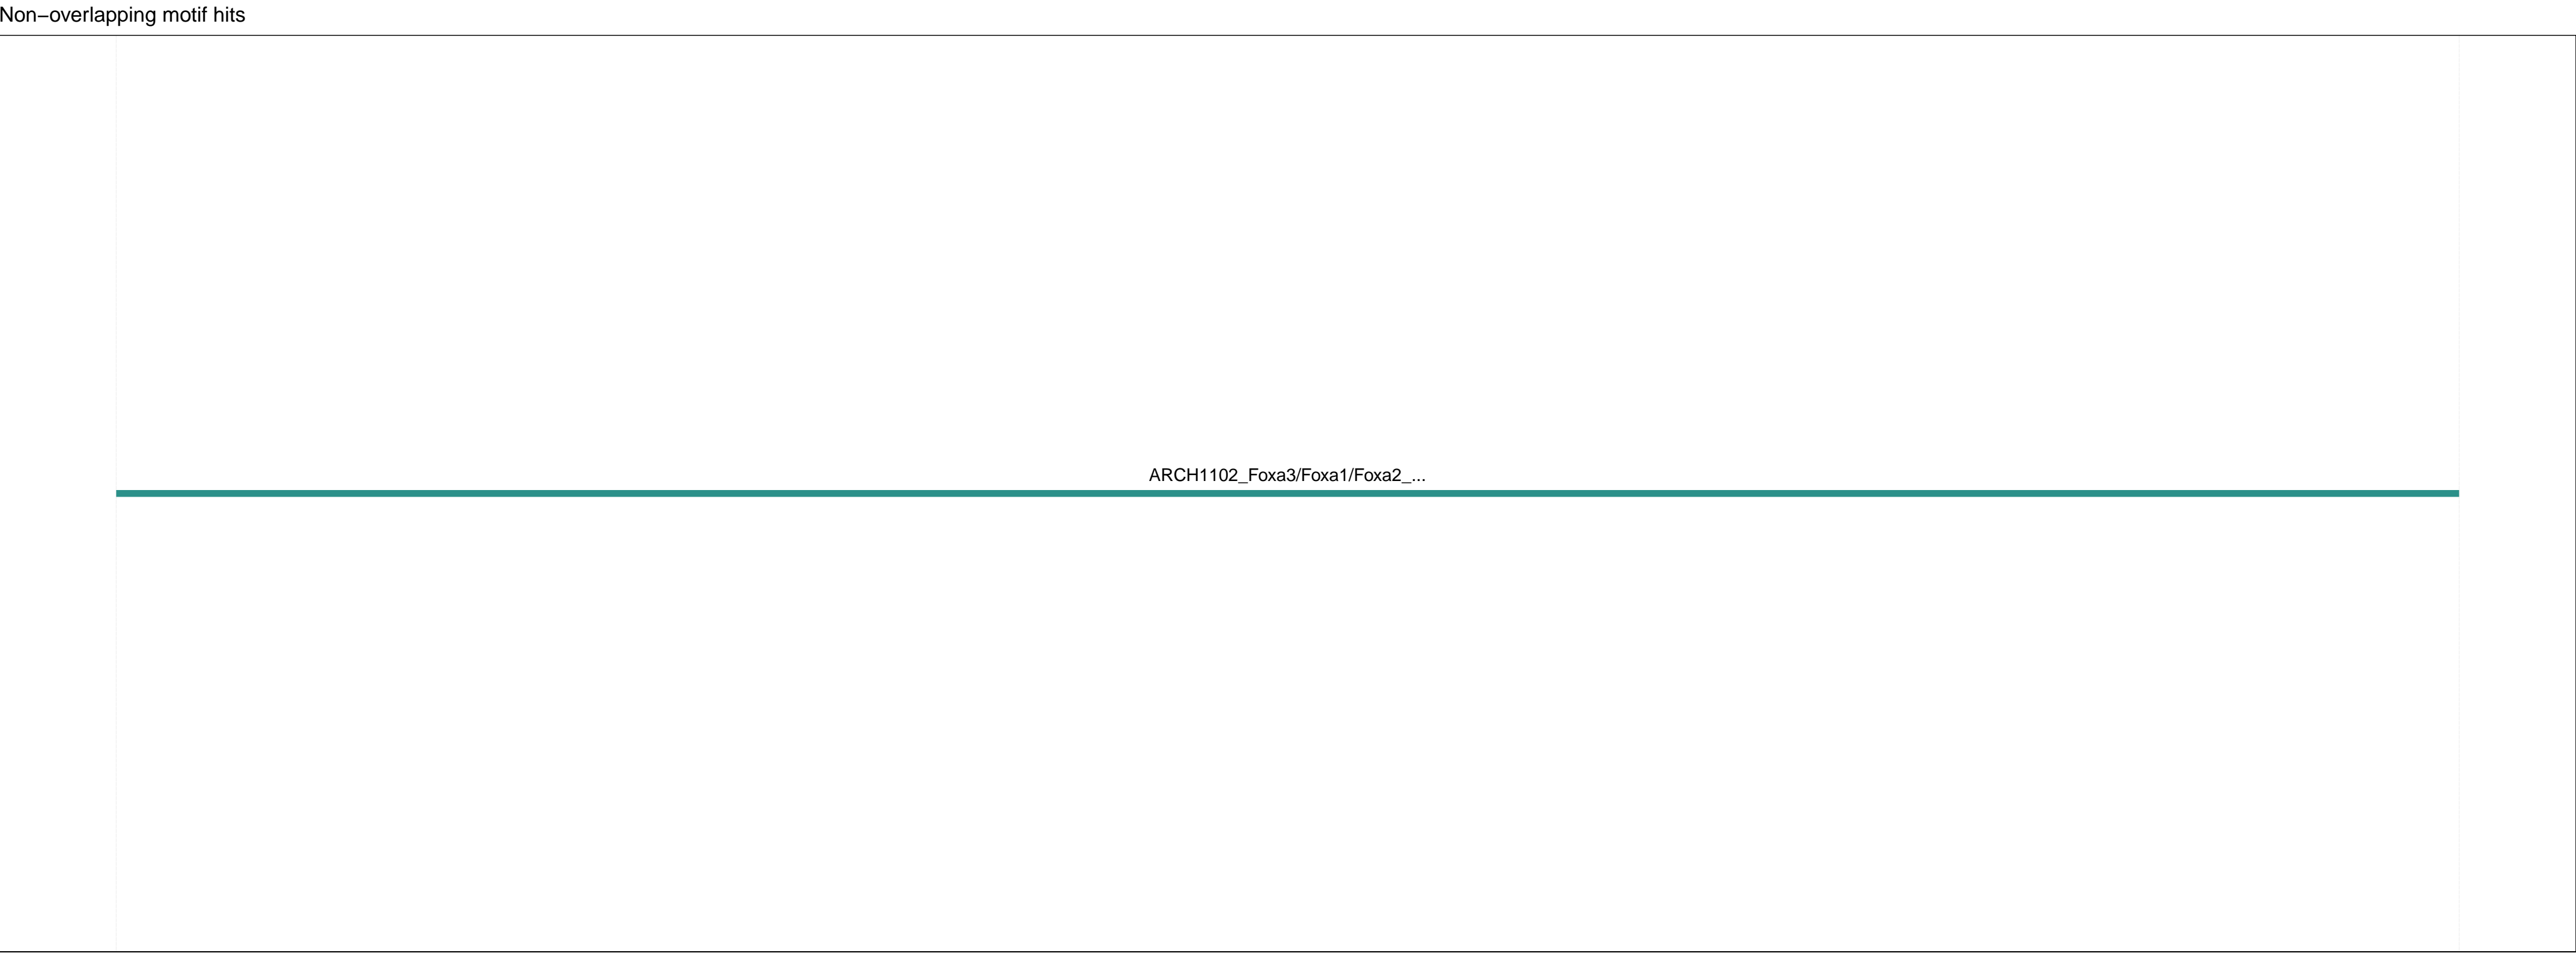 Non−overlapping motif hits
ARCH1102_Foxa3/Foxa1/Foxa2_...